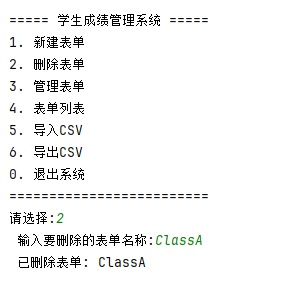 ===== 学生成绩管理系统 =====
1. 新建表单
2. 删除表单
3. 管理表单
4. 表单列表
5. 导入CSV
6. 导出CSV
0. 退出系统
=========================
请选择:2
输入要删除的表单名称:ClassA
已删除表单: ClassA